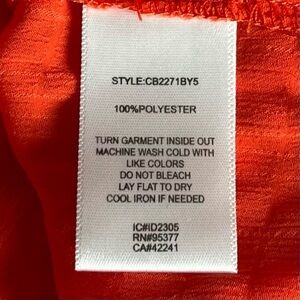 STYLE:CB2271BY5
100%POLYESTER
TURN GARMENT INSIDE OUT
MACHINE WASH COLD WITH
LIKE COLORS
DO NOT BLEACH
LAY FLAT TO DRY
COOL IRON IF NEEDED
IC#ID2305
RN#95377
CA#42241